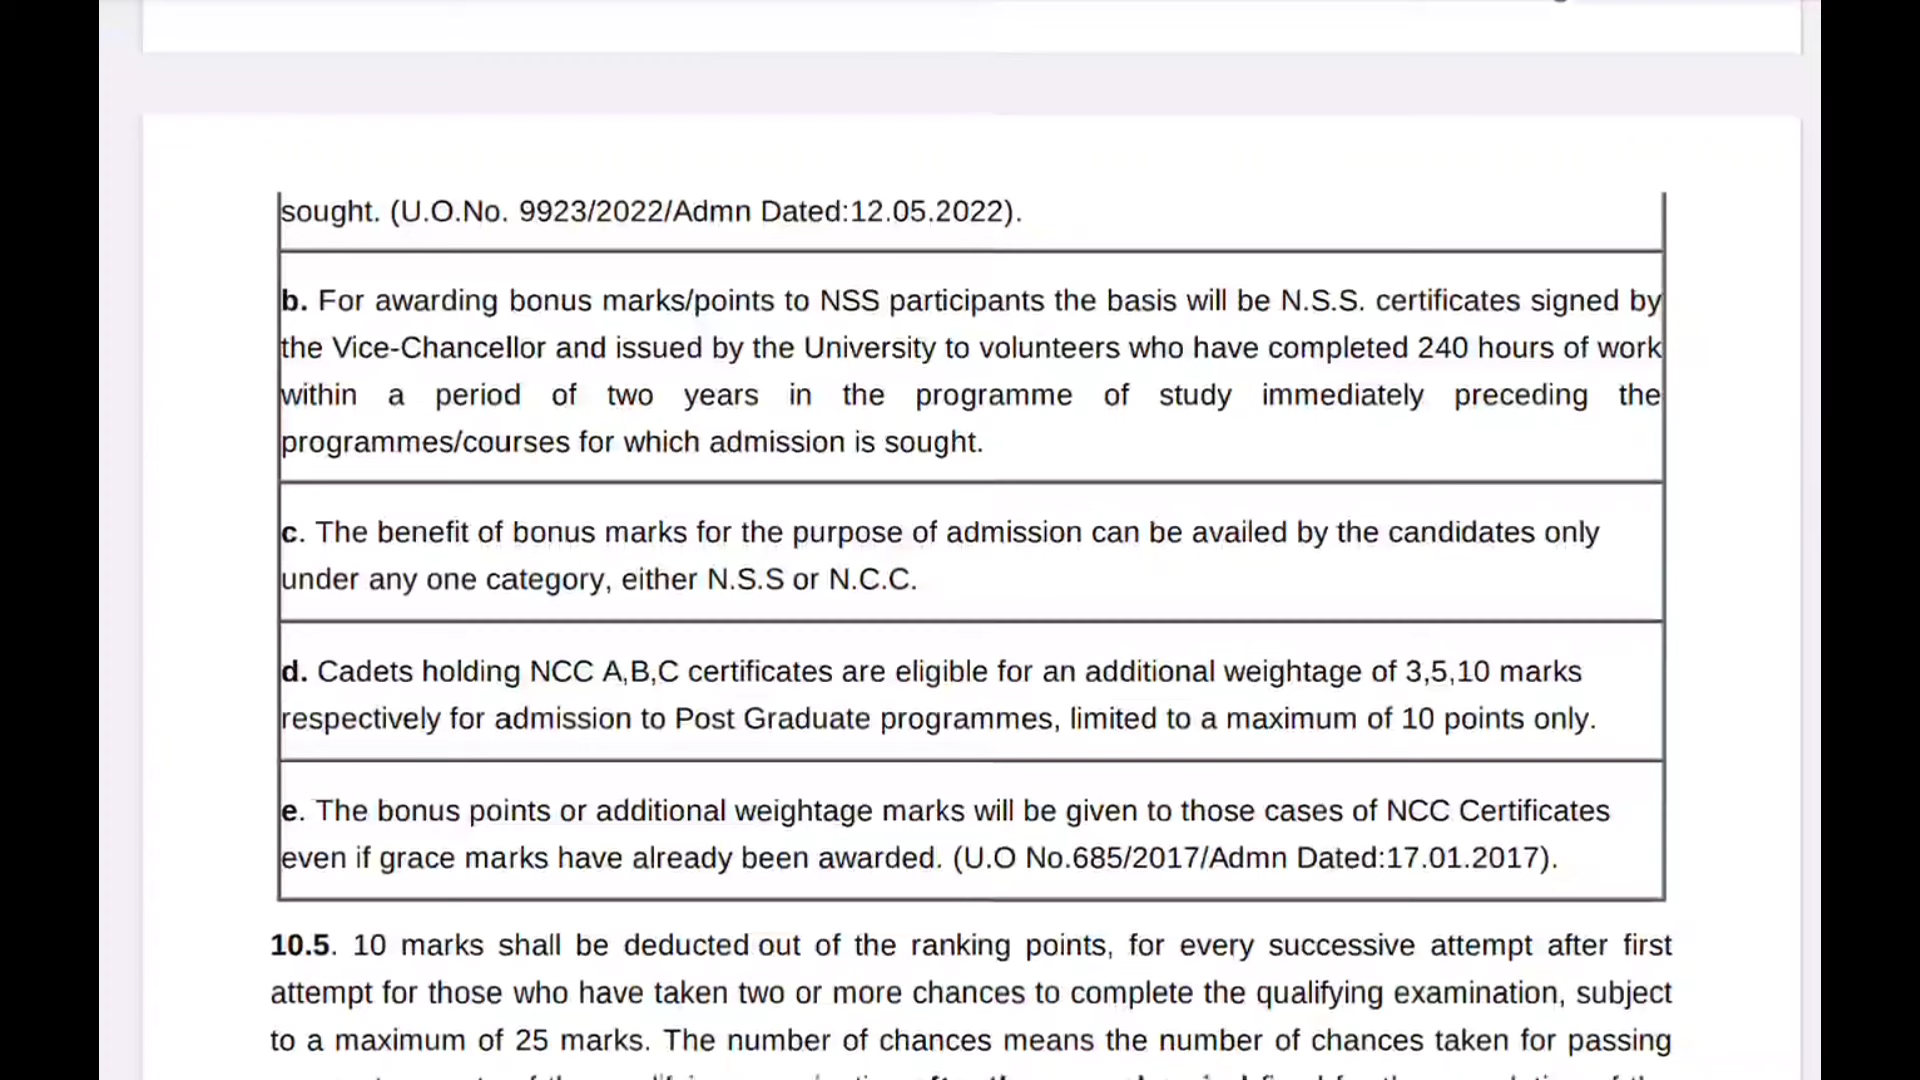 sought. (U.O.No. 9923/2022/Admn Dated:12.05.2022).
b. For awarding bonus marks/points to NSS participants the basis will be N.S.S. certificates signed by
the Vice-Chancellor and issued by the University to volunteers who have completed 240 hours of work
within a period of two years in the programme of study immediately preceding the
programmes/courses for which admission is sought.
c. The benefit of bonus marks for the purpose of admission can be availed by the candidates only
under any one category, either N.S.S or N.C.C.
d. Cadets holding NCC A,B,C certificates are eligible for an additional weightage of 3,5,10 marks
respectively for admission to Post Graduate programmes, limited to a maximum of 10 points only.
e. The bonus points or additional weightage marks will be given to those cases of NCC Certificates
even if grace marks have already been awarded. (U.O No.685/2017/Admn Dated:17.01.2017).
10.5. 10 marks shall be deducted out of the ranking points, for every successive attempt after first
attempt for those who have taken two or more chances to complete the qualifying examination, subject
to a maximum of 25 marks. The number of chances means the number of chances taken for passing